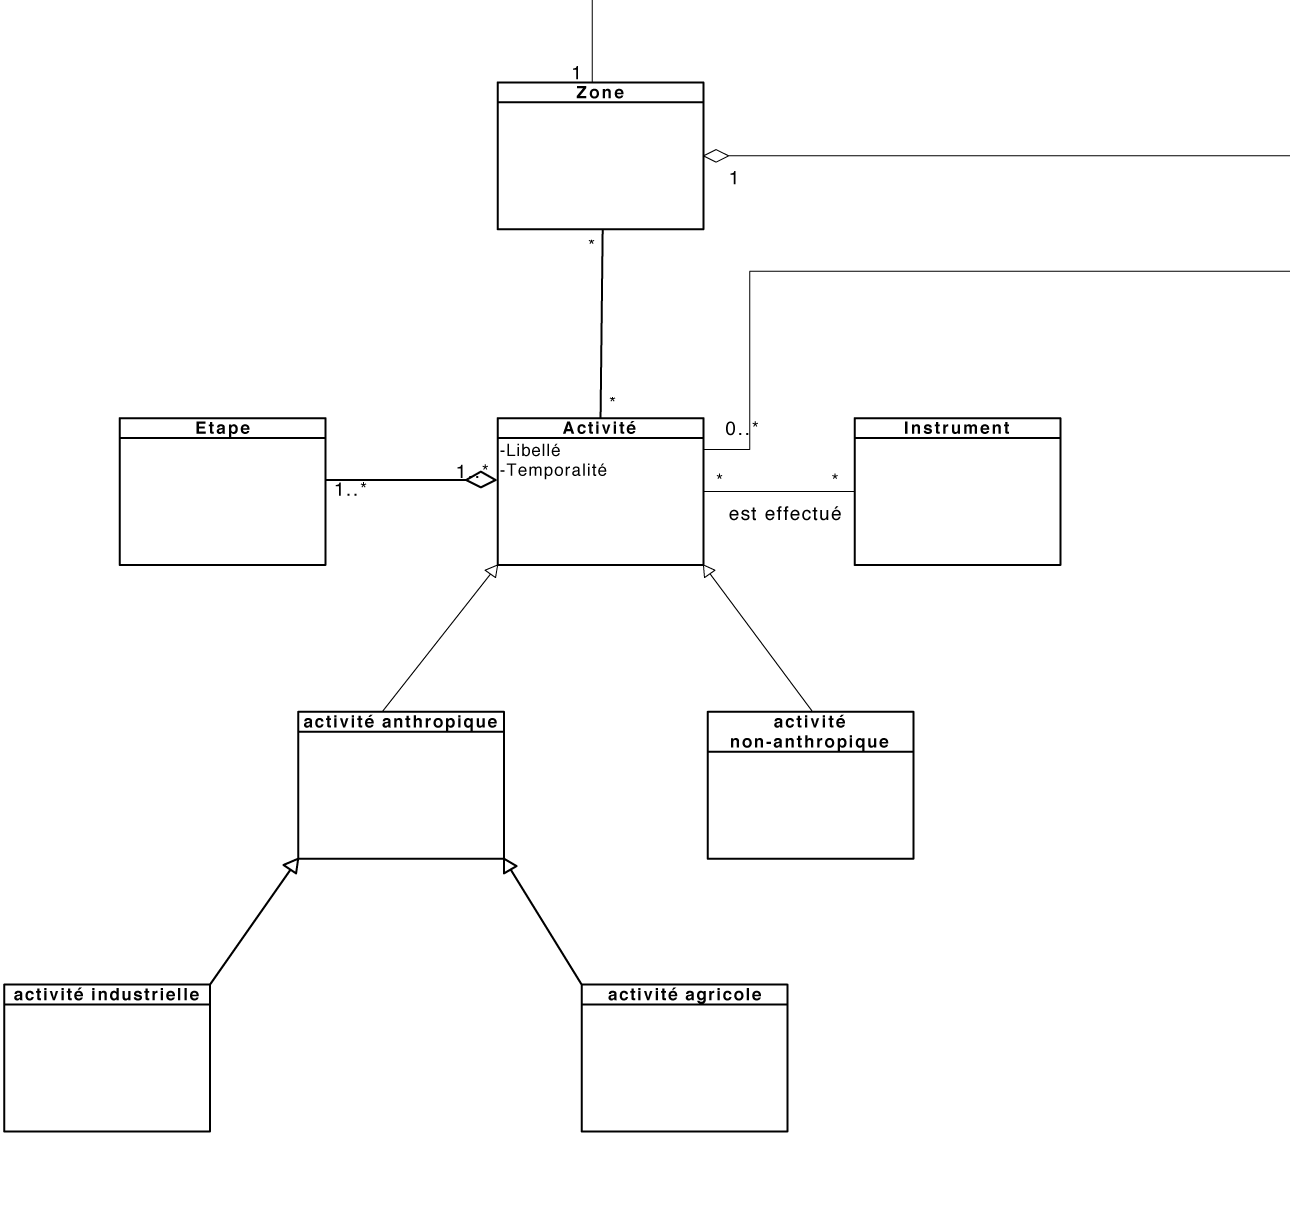 1
Zone
1
*
*
Etape
Activité
0..*
Instrument
-Libellé
-Temporalité
1..*
1..*
*
*
est effectué
activité anthropique
activité
non-anthropique
activité industrielle
activité agricole